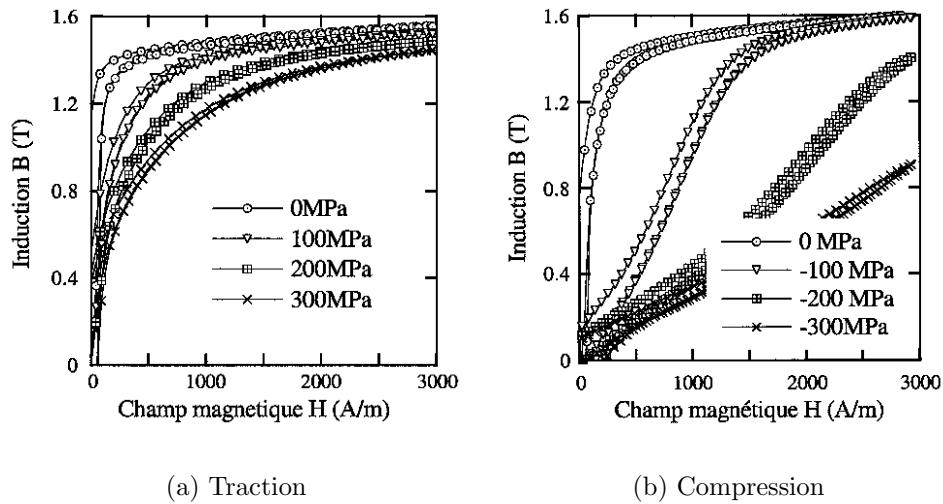 1.6
1.2
0.8
0.4
0
Induction B (T)
0MPa
100MPa
200MPa
300MPa
0 1000 2000 3000
Champ magnetique H (A/m)
(a) Traction
1.6
1.2
0.8
0.4
0
Induction B (T)
0 MPa
-100 MPa
-200 MPa
-300MPa
0 1000 2000 3000
Champ magnétique H (A/m)
(b) Compression